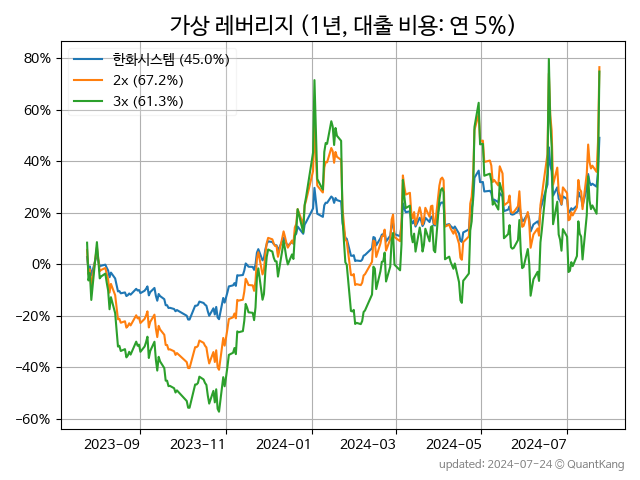 가상 레버리지 (1년, 대출 비용: 연 5%)
한화시스템 (45.0%)
2x (67.2%)
3x (61.3%)
80%
60%
40%
20%
0%
−20%
−40%
−60%
2023-09
2023-11
2024-01
2024-03
2024-05
2024-07
updated: 2024-07-24 © QuantKang